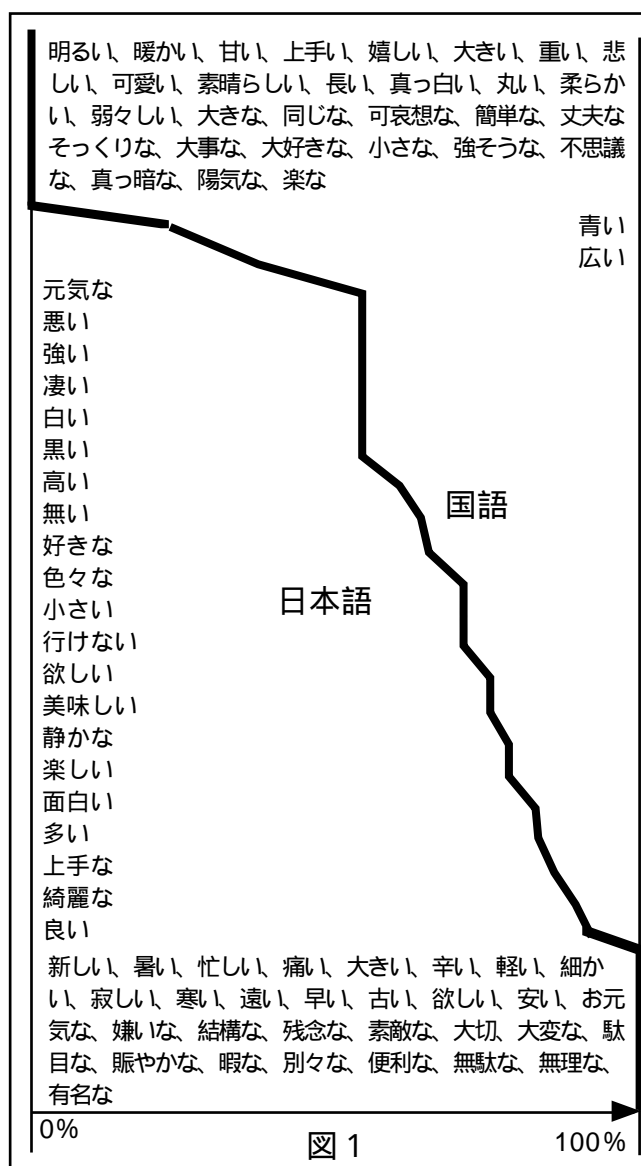 明るい、暖かい、甘い、上手い、嬉しい、大きい、重い、悲
しい、可愛い、素晴らしい、長い、真っ白い、丸い、柔らか
い、弱々しい、大きな、同じな、可哀想な、簡単な、丈夫な
そっくりな、大事な、大好きな、小さな、強そうな、不思議
な、真っ暗な、陽気な、楽な
青い
広い
元気な
悪い
強い
凄い
白い
黒い
高い
無い
国語
好きな
色々な
日本語
小さい
行けない
欲しい
美味しい
静かな
楽しい
面白い
多い
上手な
綺麗な
良い
新しい、暑い、忙しい、痛い、大きい、辛い、軽い、細か
い、寂しい、寒い、遠い、早い、古い、欲しい、安い、お元
気な、嫌いな、結構な、残念な、素敵な、大切、大変な、駄
目な、賑やかな、暇な、別々な、便利な、無駄な、無理な、
有名な
0%
図1
100%